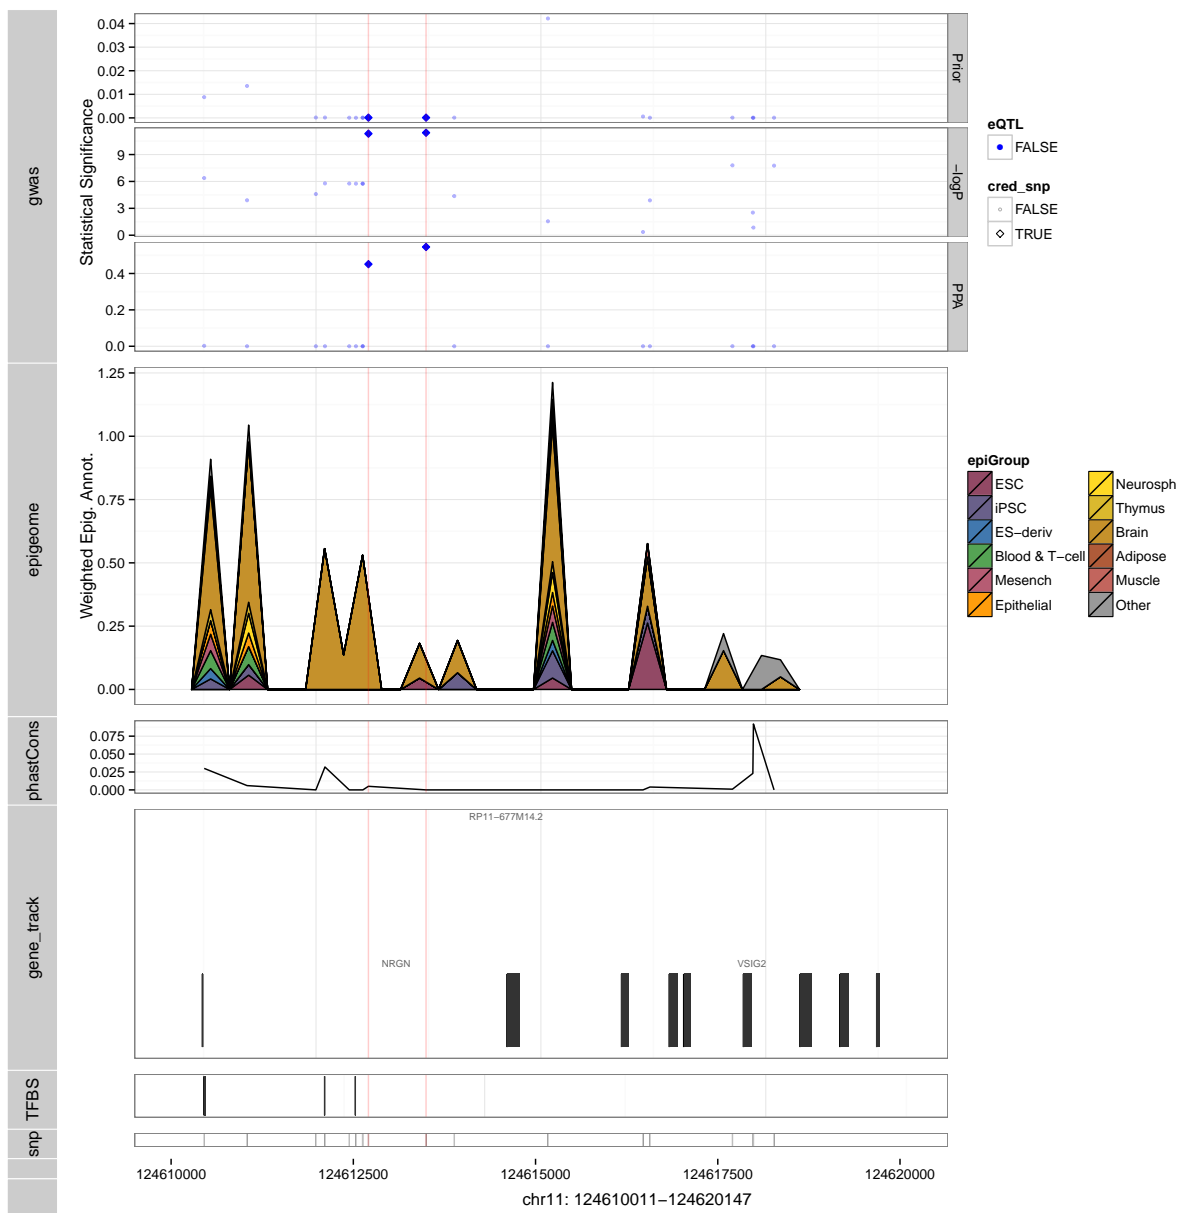 gwas
Statistical Significance
0.04
0.03
0.02
0.01
0.00
Prior
9
6
3
0
−logP
0.4
0.2
0.0
PPA
eQTL
FALSE
cred_snp
FALSE
TRUE
epigeome
Weighted Epig. Annot.
1.25
1.00
0.75
0.50
0.25
0.00
epiGroup
ESC
iPSC
ES−deriv
Blood & T−cell
Mesench
Epithelial
Neurosph
Thymus
Brain
Adipose
Muscle
Other
phastCons
0.075
0.050
0.025
0.000
gene_track
RP11−677M14.2
NRGN
VSIG2
TFBS
snp
124610000
124612500
124615000
124617500
124620000
chr11: 124610011−124620147